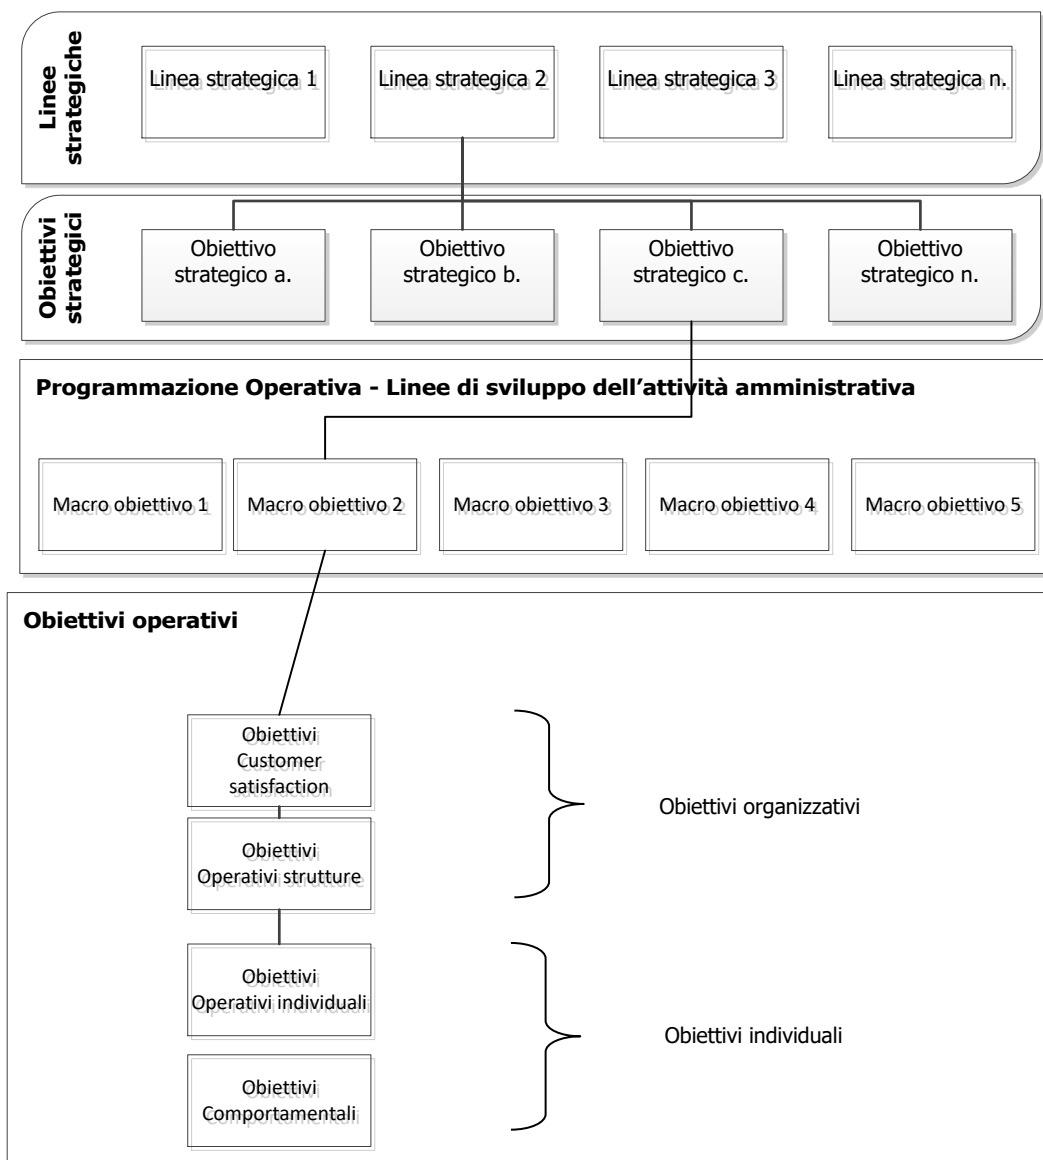 Linee
strategiche
Linea strategica 1
Linea strategica 2
Linea strategica 3
Linea strategica n.
Obiettivi
strategici
Obiettivo
strategico a.
Obiettivo
strategico b.
Obiettivo
strategico c.
Obiettivo
strategico n.
Programmazione Operativa - Linee di sviluppo dell’attività amministrativa
Macro obiettivo 1
Macro obiettivo 2
Macro obiettivo 3
Macro obiettivo 4
Macro obiettivo 5
Obiettivi operativi
Obiettivi
Customer
satisfaction
Obiettivi
Operativi strutture
Obiettivi organizzativi
Obiettivi
Operativi individuali
Obiettivi
Comportamentali
Obiettivi individuali